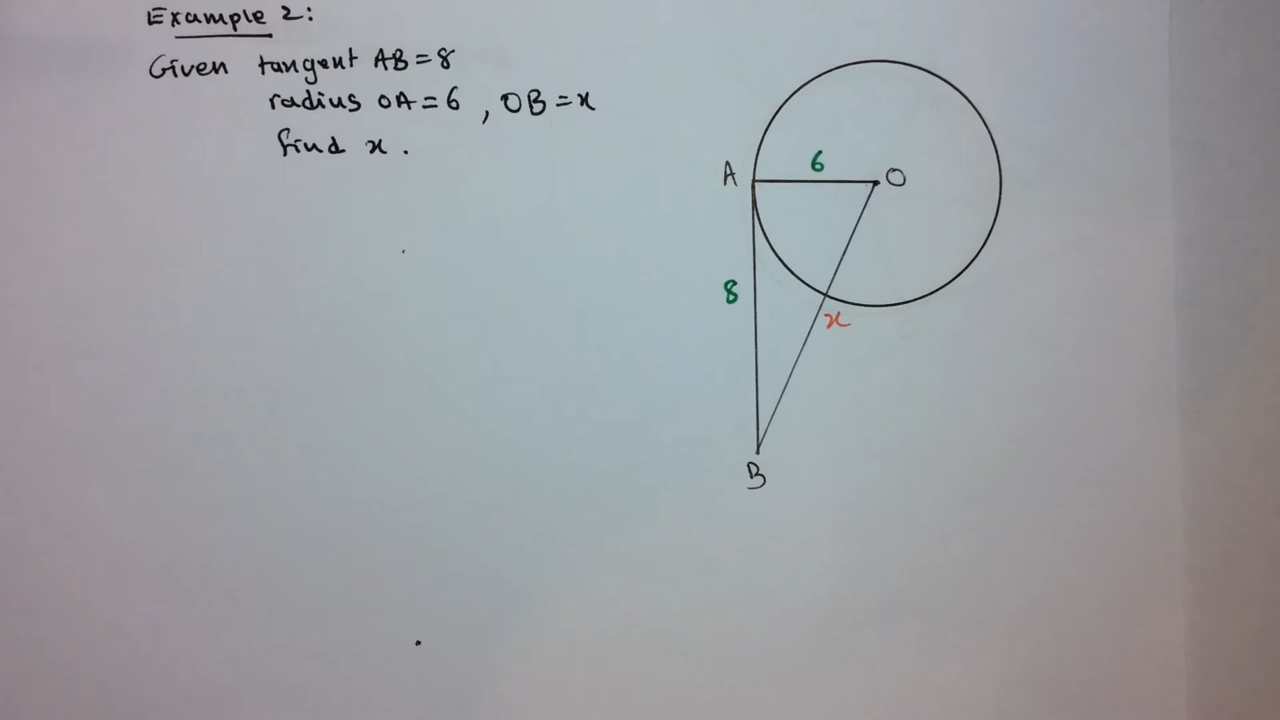 Example 2:
Given tangent AB = 8
radius OA = 6 , OB = x
find x .
6
A
O
8
x
B